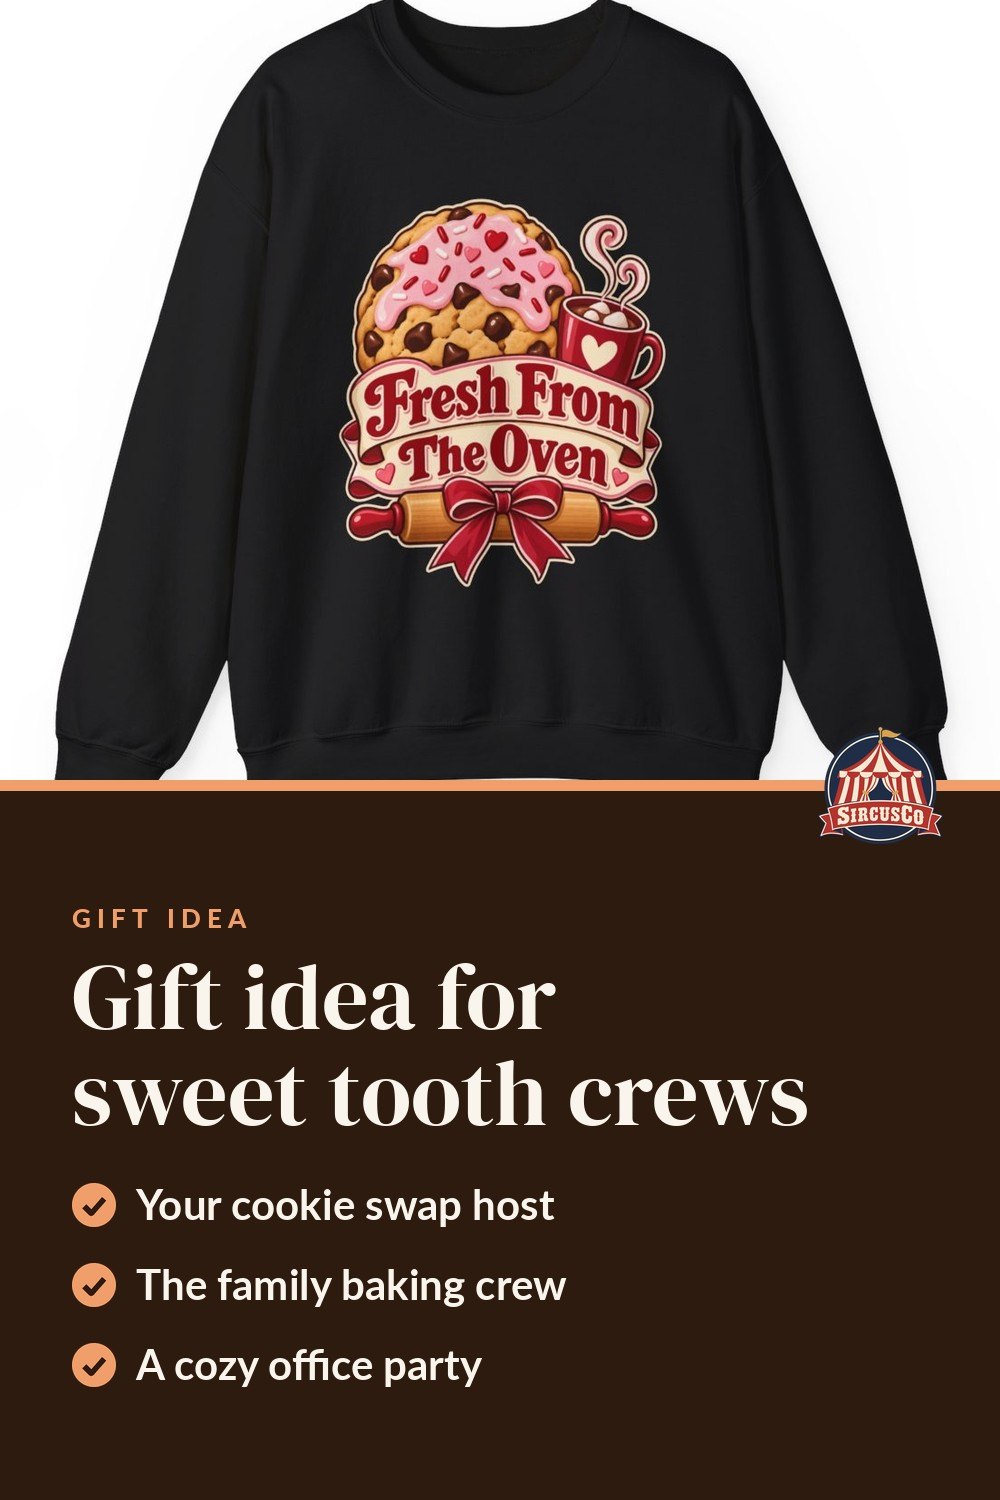 Fresh From
The Oven
SIRCUSCO
GIFT IDEA
Gift idea for
sweet tooth crews
Your cookie swap host
The family baking crew
A cozy office party